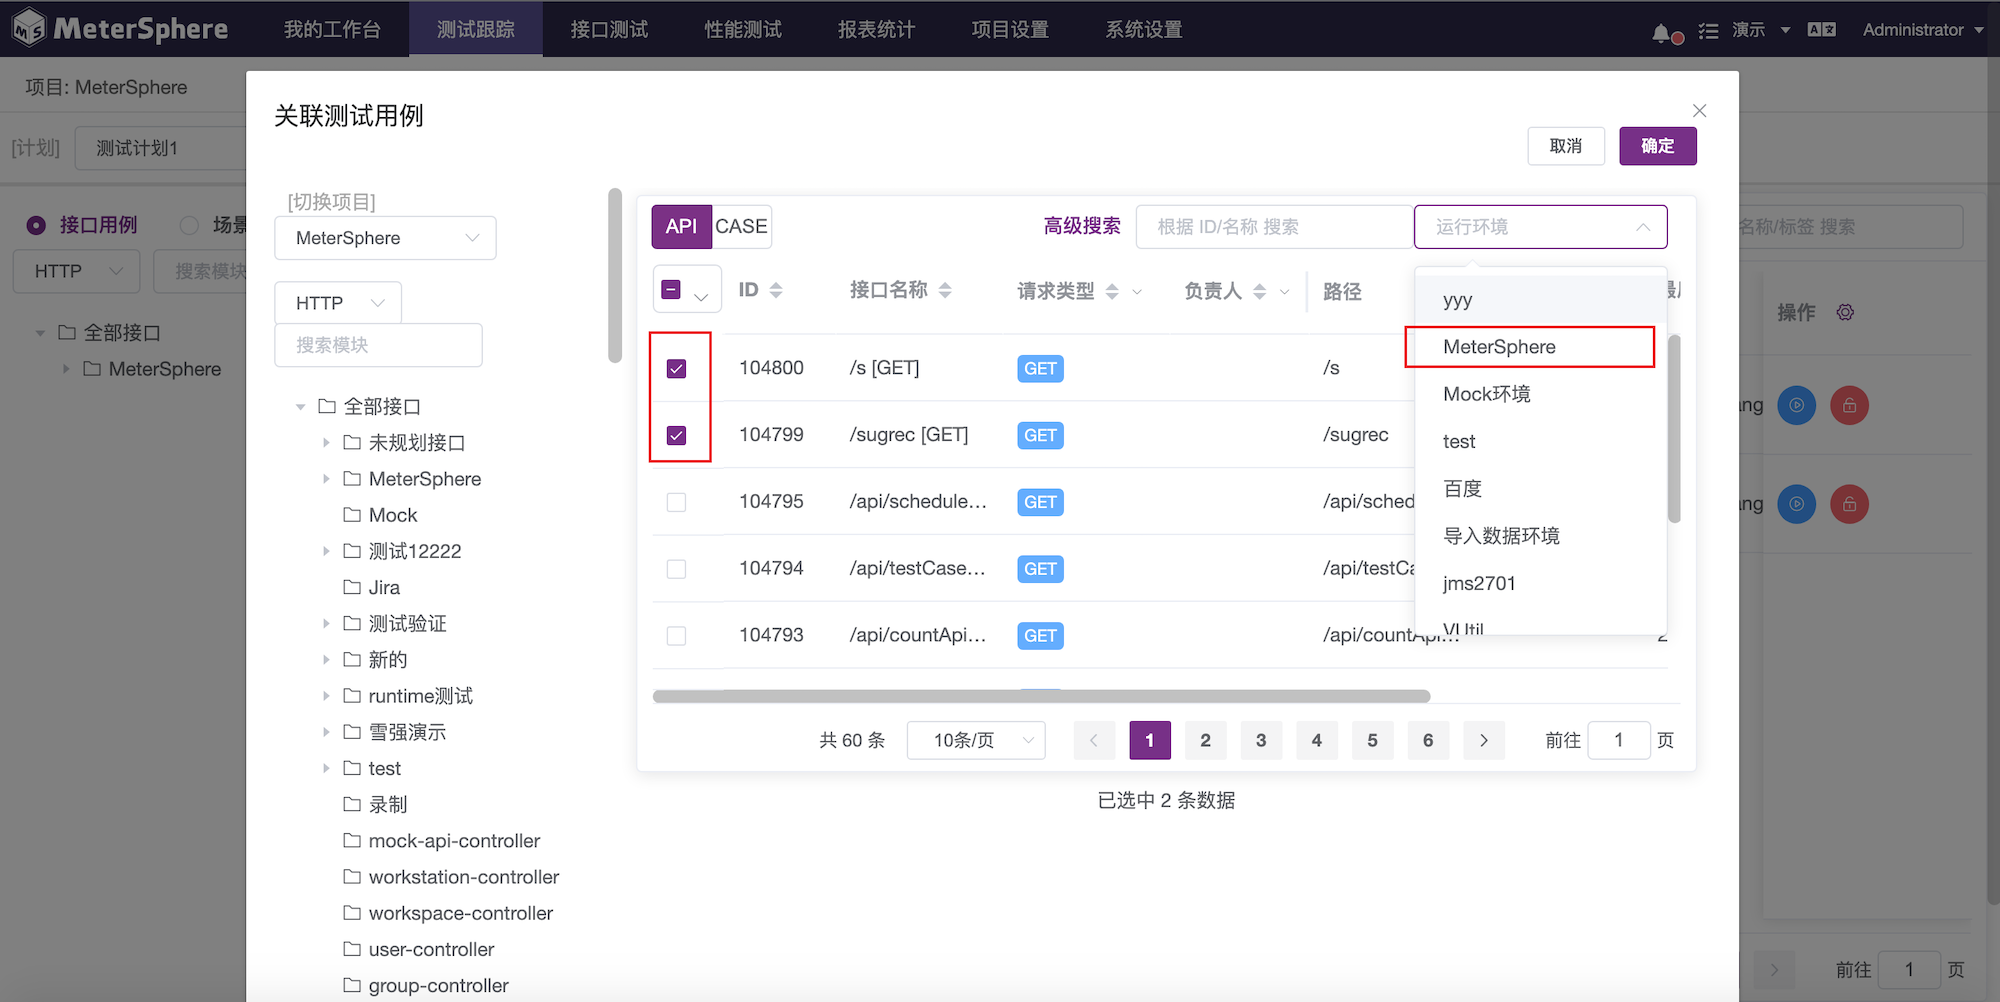 MeterSphere 我的工作台 测试跟踪 接口测试 性能测试 报表统计 项目设置 系统设置 演示 Administrator
项目: MeterSphere
[计划] 测试计划1
接口用例 场景
HTTP 搜索模块
全部接口
MeterSphere
关联测试用例
取消 确定
[切换项目]
MeterSphere
HTTP
搜索模块
全部接口
未规划接口
MeterSphere
Mock
测试12222
Jira
测试验证
新的
runtime测试
雪强演示
test
录制
mock-api-controller
workstation-controller
workspace-controller
user-controller
group-controller
API CASE 高级搜索 根据 ID/名称 搜索 运行环境
ID 接口名称 请求类型 负责人 路径
104800 /s [GET] GET /s
104799 /sugrec [GET] GET /sugrec
104795 /api/schedule... GET /api/sched
104794 /api/testCase... GET /api/testCa
104793 /api/countApi... GET /api/countApi... 2
yyy
MeterSphere
Mock环境
test
百度
导入数据环境
jms2701
VUtil
共 60 条 10条/页 1 2 3 4 5 6 前往 1 页
已选中 2 条数据
名称/标签 搜索
操作
ang
ang
前往 1 页